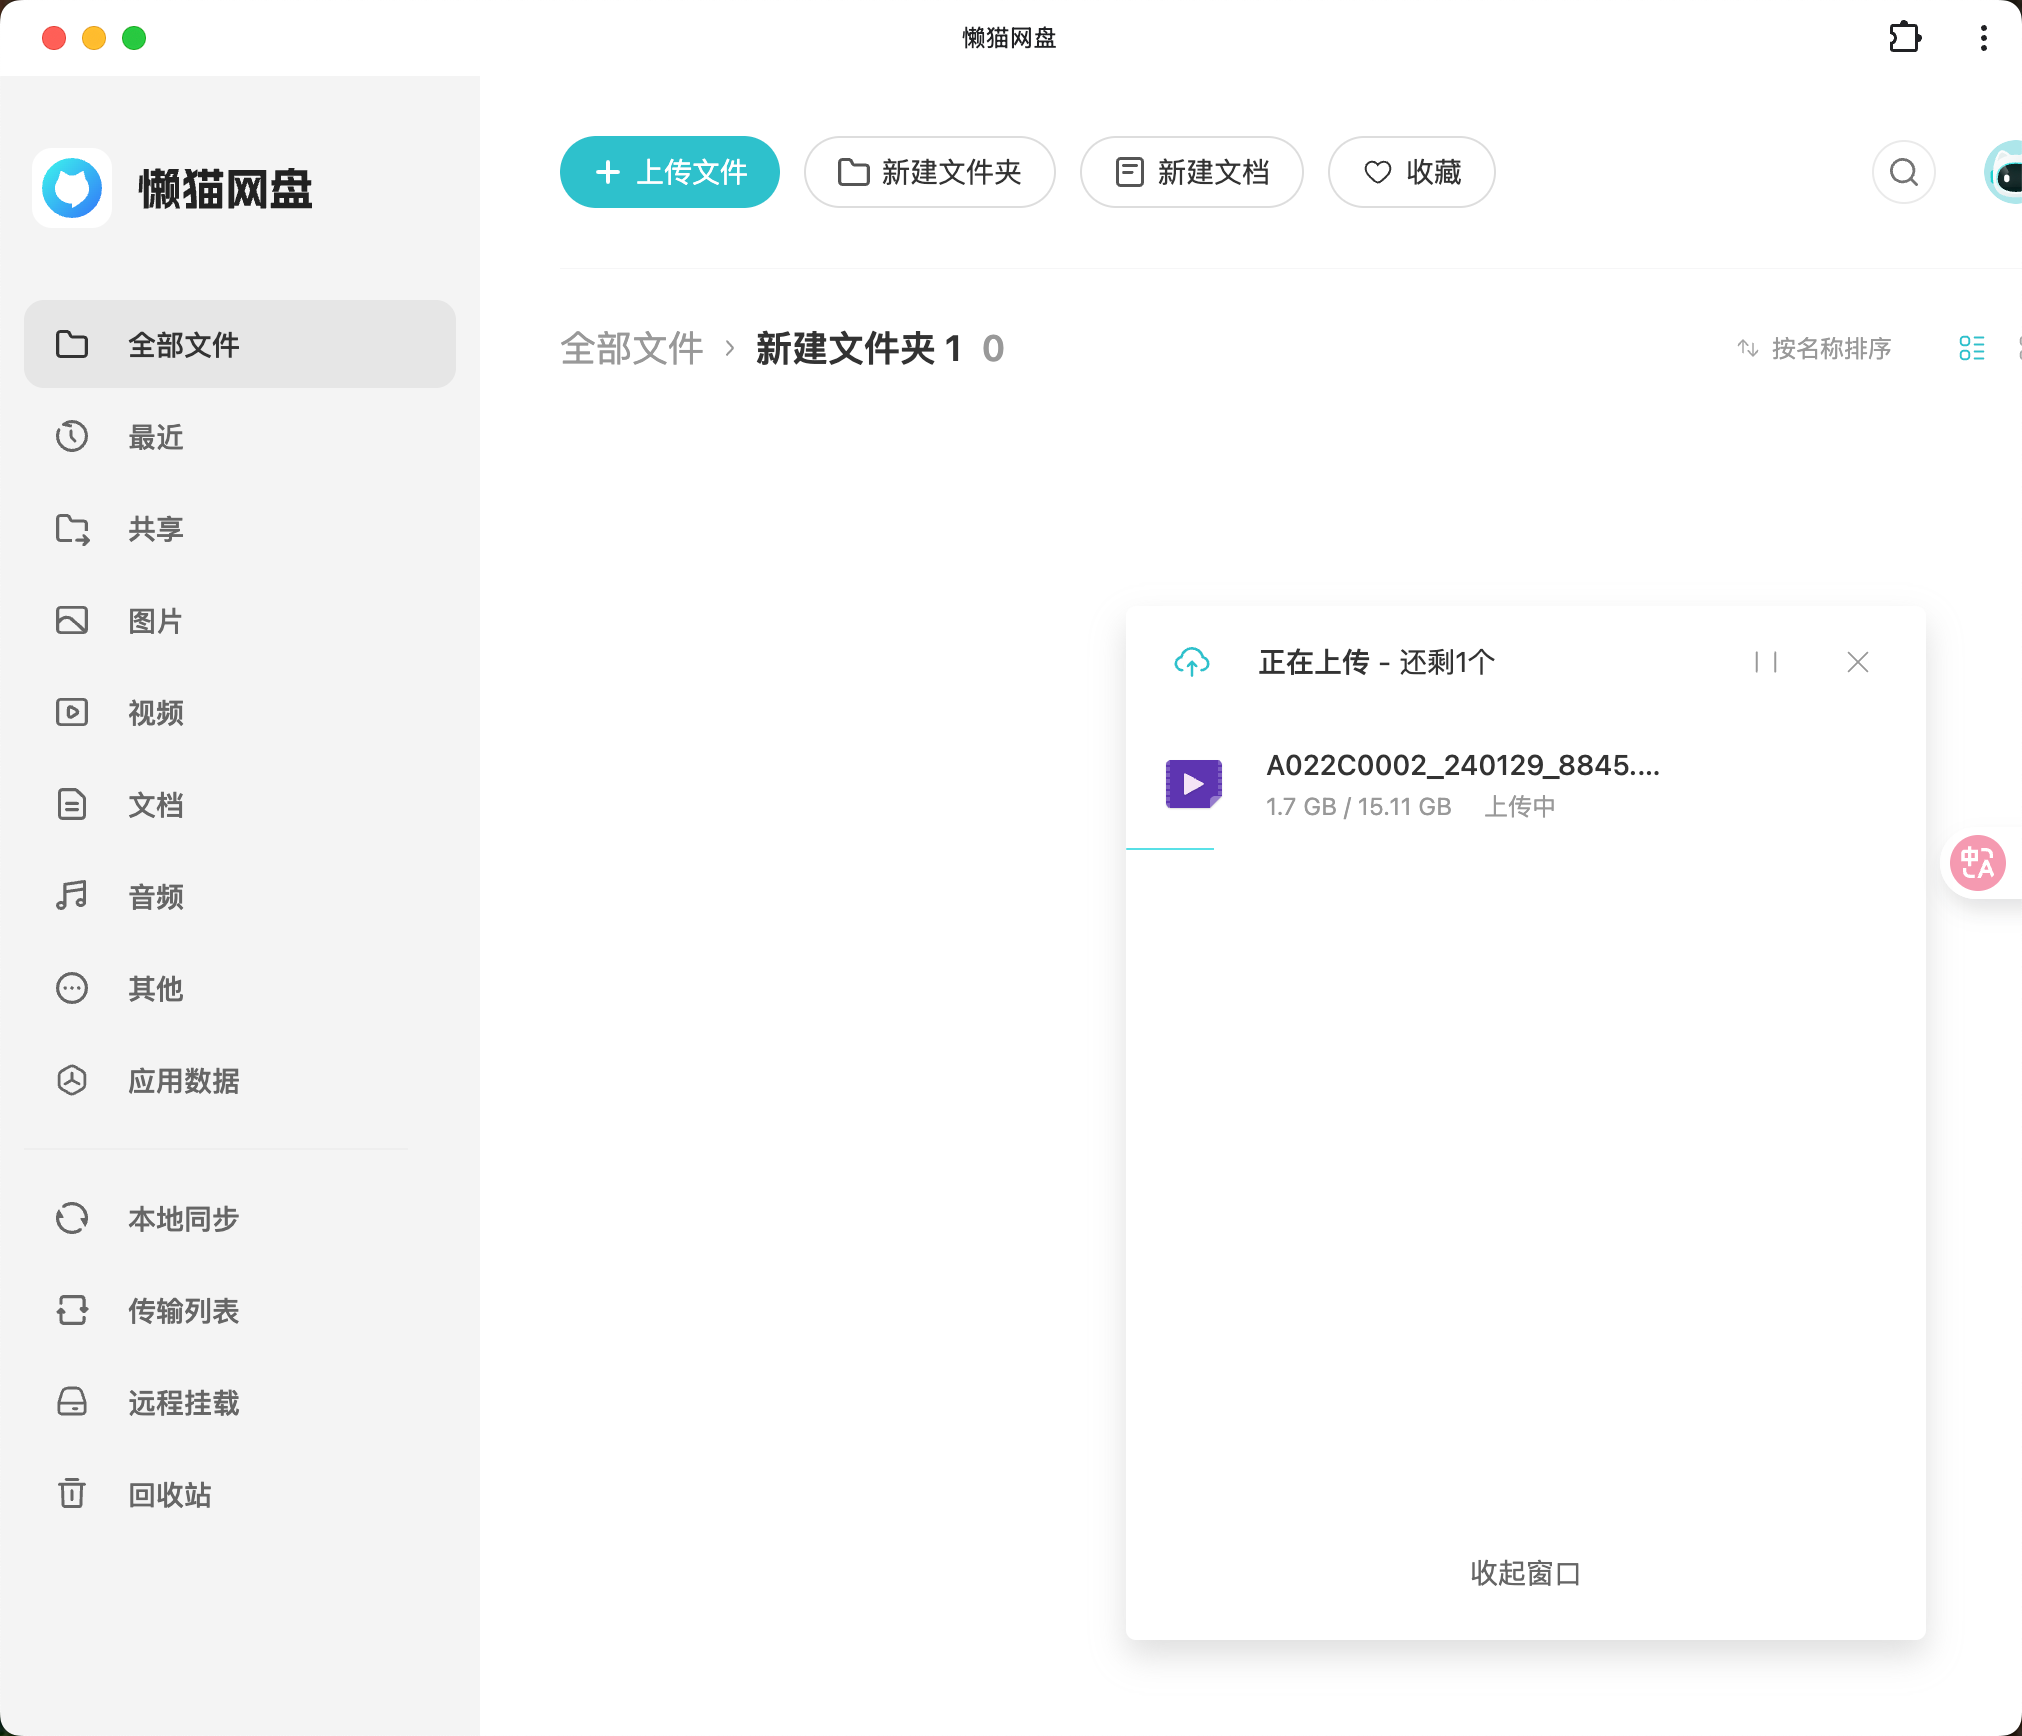 懒猫网盘
懒猫网盘
上传文件
新建文件夹
新建文档
收藏
全部文件
最近
共享
图片
视频
文档
音频
其他
应用数据
本地同步
传输列表
远程挂载
回收站
全部文件 › 新建文件夹 1 0
按名称排序
正在上传 - 还剩1个
A022C0002_240129_8845....
1.7 GB / 15.11 GB 上传中
收起窗口
中A